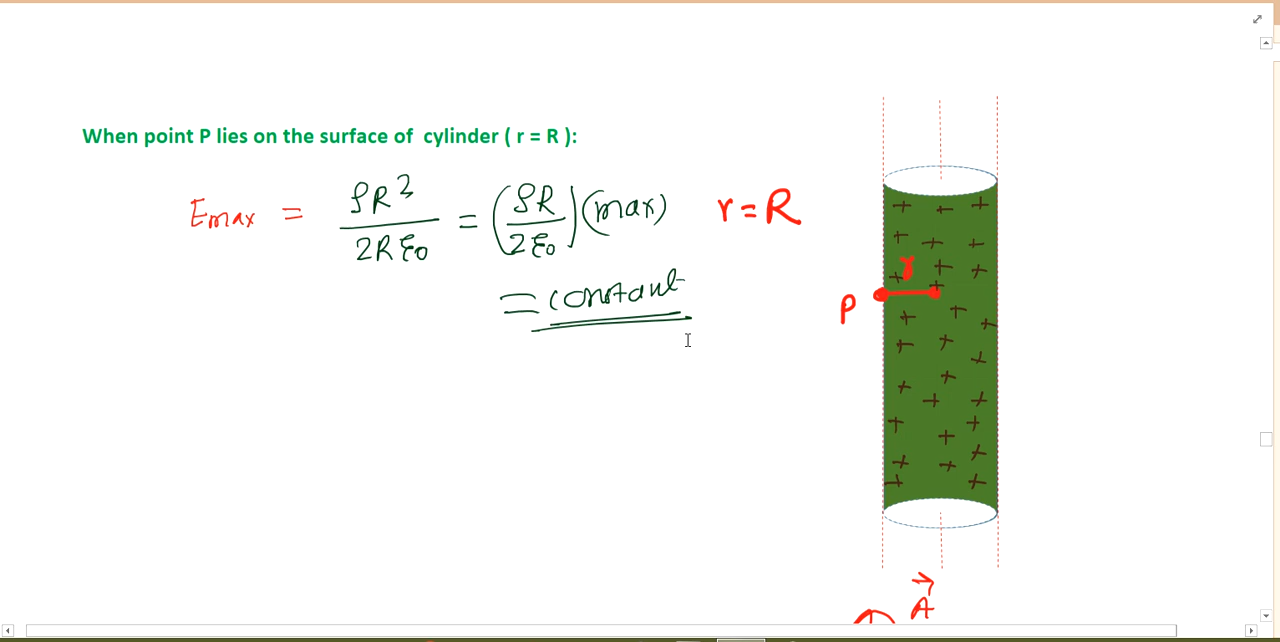 When point P lies on the surface of cylinder ( r = R ):
Emax = ρR² / 2Rε₀ = (ρR / 2ε₀)(max) r = R
= constant
r
P
A⃗